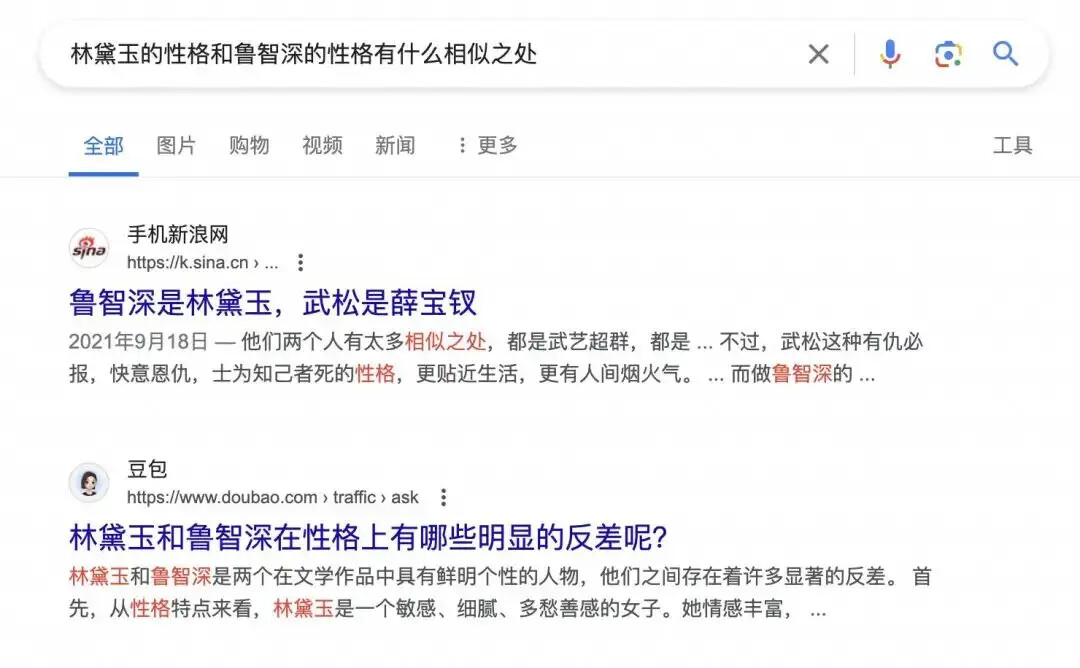 林黛玉的性格和鲁智深的性格有什么相似之处
全部 图片 购物 视频 新闻 更多 工具
sina
手机新浪网
https://k.sina.cn › ...
鲁智深是林黛玉，武松是薛宝钗
2021年9月18日 — 他们两个人有太多相似之处，都是武艺超群，都是 ... 不过，武松这种有仇必
报，快意恩仇，士为知己者死的性格，更贴近生活，更有人间烟火气。 ... 而做鲁智深的 ...
豆包
https://www.doubao.com › traffic › ask
林黛玉和鲁智深在性格上有哪些明显的反差呢?
林黛玉和鲁智深是两个在文学作品中具有鲜明个性的人物，他们之间存在着许多显著的反差。 首
先，从性格特点来看，林黛玉是一个敏感、细腻、多愁善感的女子。她情感丰富， ...